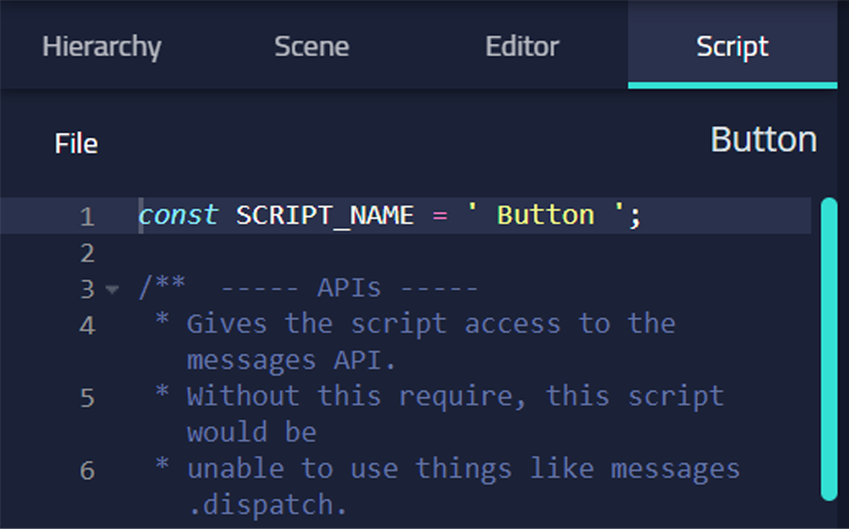 Hierarchy Scene Editor Script
File Button
1 const SCRIPT_NAME = ' Button ';
2
3 /** ----- APIs -----
4 * Gives the script access to the
messages API.
5 * Without this require, this script
would be
6 * unable to use things like messages
.dispatch.